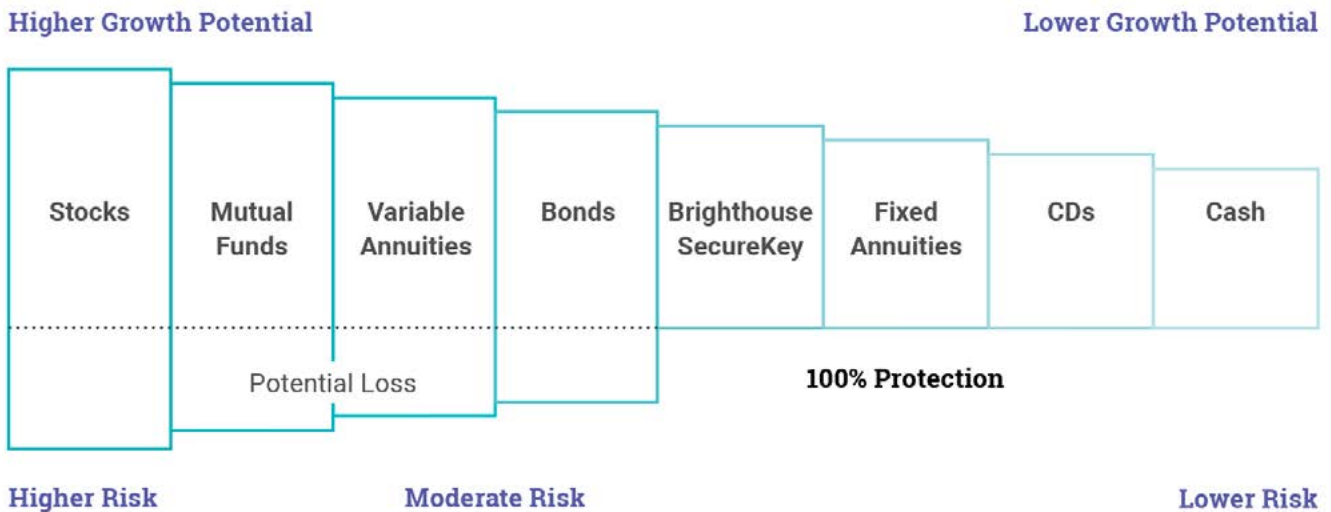 Higher Growth Potential
Lower Growth Potential
Stocks
Mutual
Funds
Variable
Annuities
Bonds
Brighthouse
SecureKey
Fixed
Annuities
CDs
Cash
Potential Loss
100% Protection
Higher Risk
Moderate Risk
Lower Risk